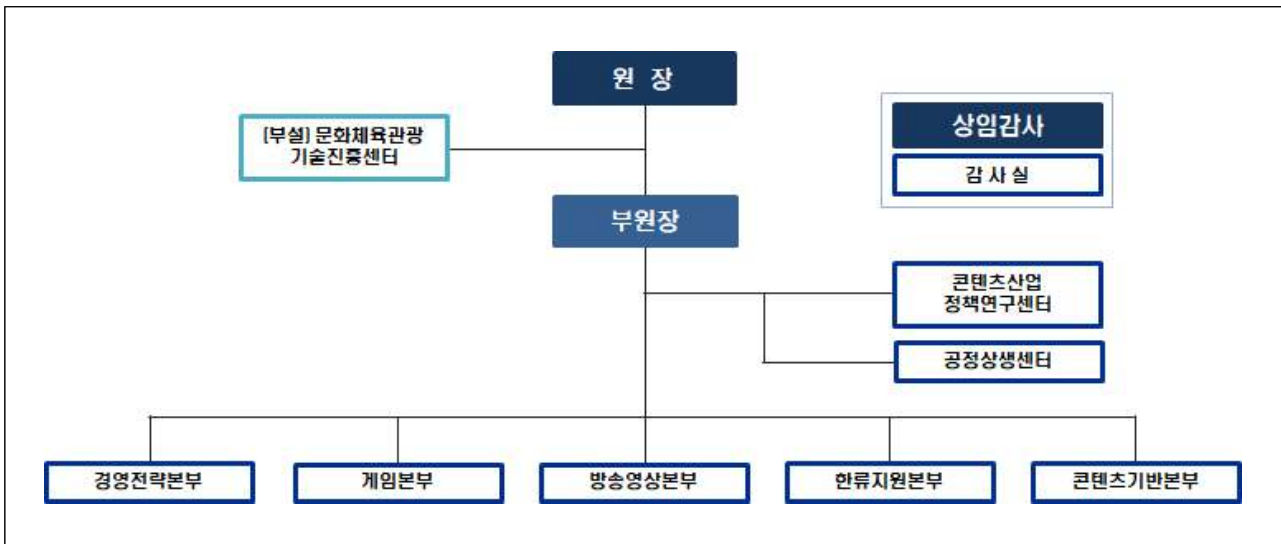 원 장
[부설] 문화체육관광
기술진흥센터
상임감사
감 사 실
부원장
콘텐츠산업
정책연구센터
공정상생센터
경영전략본부
게임본부
방송영상본부
한류지원본부
콘텐츠기반본부